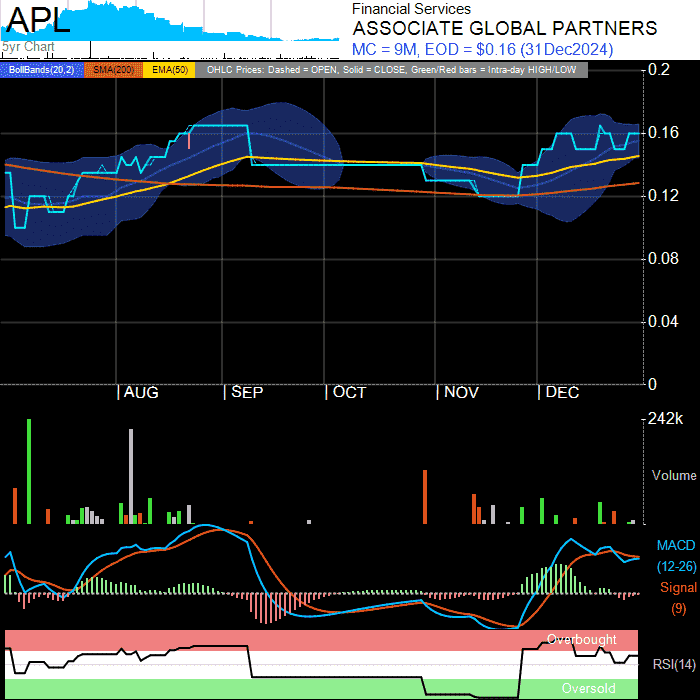 APL
5yr Chart
Financial Services
ASSOCIATE GLOBAL PARTNERS
MC = 9M, EOD = $0.16 (31Dec2024)
BollBands(20,2) SMA(200) EMA(50) OHLC Prices: Dashed = OPEN, Solid = CLOSE, Green/Red bars = Intra-day HIGH/LOW
0.2
0.16
0.12
0.08
0.04
0
AUG SEP OCT NOV DEC
242k
Volume
MACD
(12-26)
Signal
(9)
Overbought
RSI(14)
Oversold